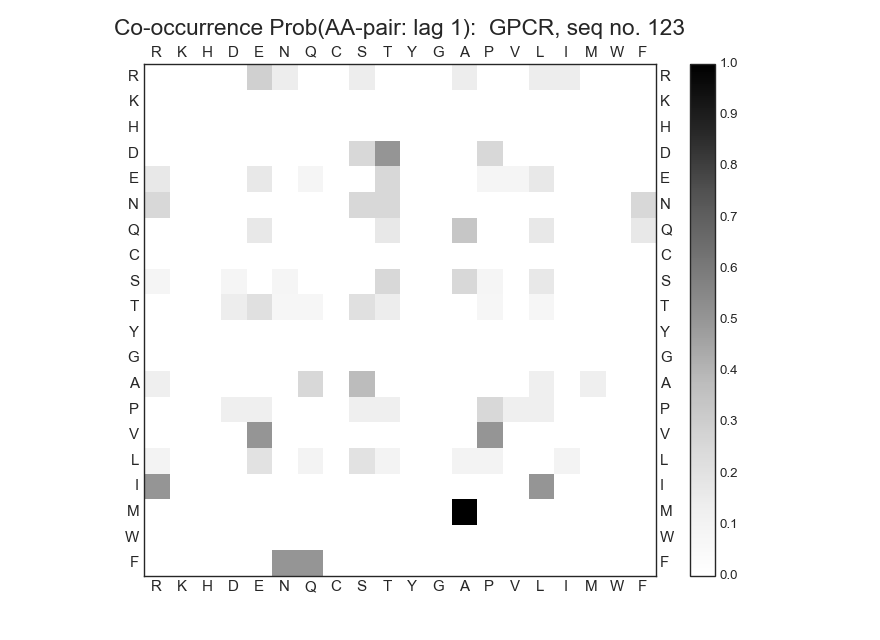 Co-occurrence Prob(AA-pair: lag 1):  GPCR, seq no. 123
R K H D E N Q C S T Y G A P V L I M W F
1.0
R R
0.9
K K
H H
0.8
D D
E E
0.7
N N
Q Q
0.6
C C
S S
0.5
T T
Y Y
0.4
G G
A A
0.3
P P
V V
0.2
L L
I I
0.1
M M
W W
F F
0.0
R K H D E N Q C S T Y G A P V L I M W F